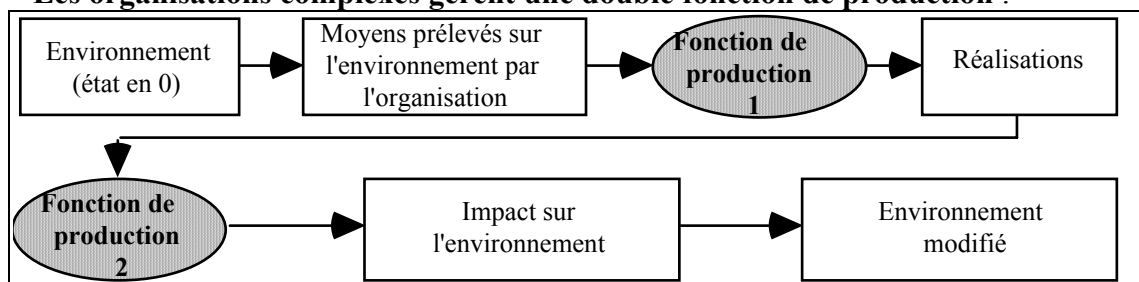 Les organisations complexes gèrent une double fonction de production :
Environnement
(état en 0)
Moyens prélevés sur
l'environnement par
l'organisation
Fonction de
production
1
Réalisations
Fonction de
production
2
Impact sur
l'environnement
Environnement
modifié